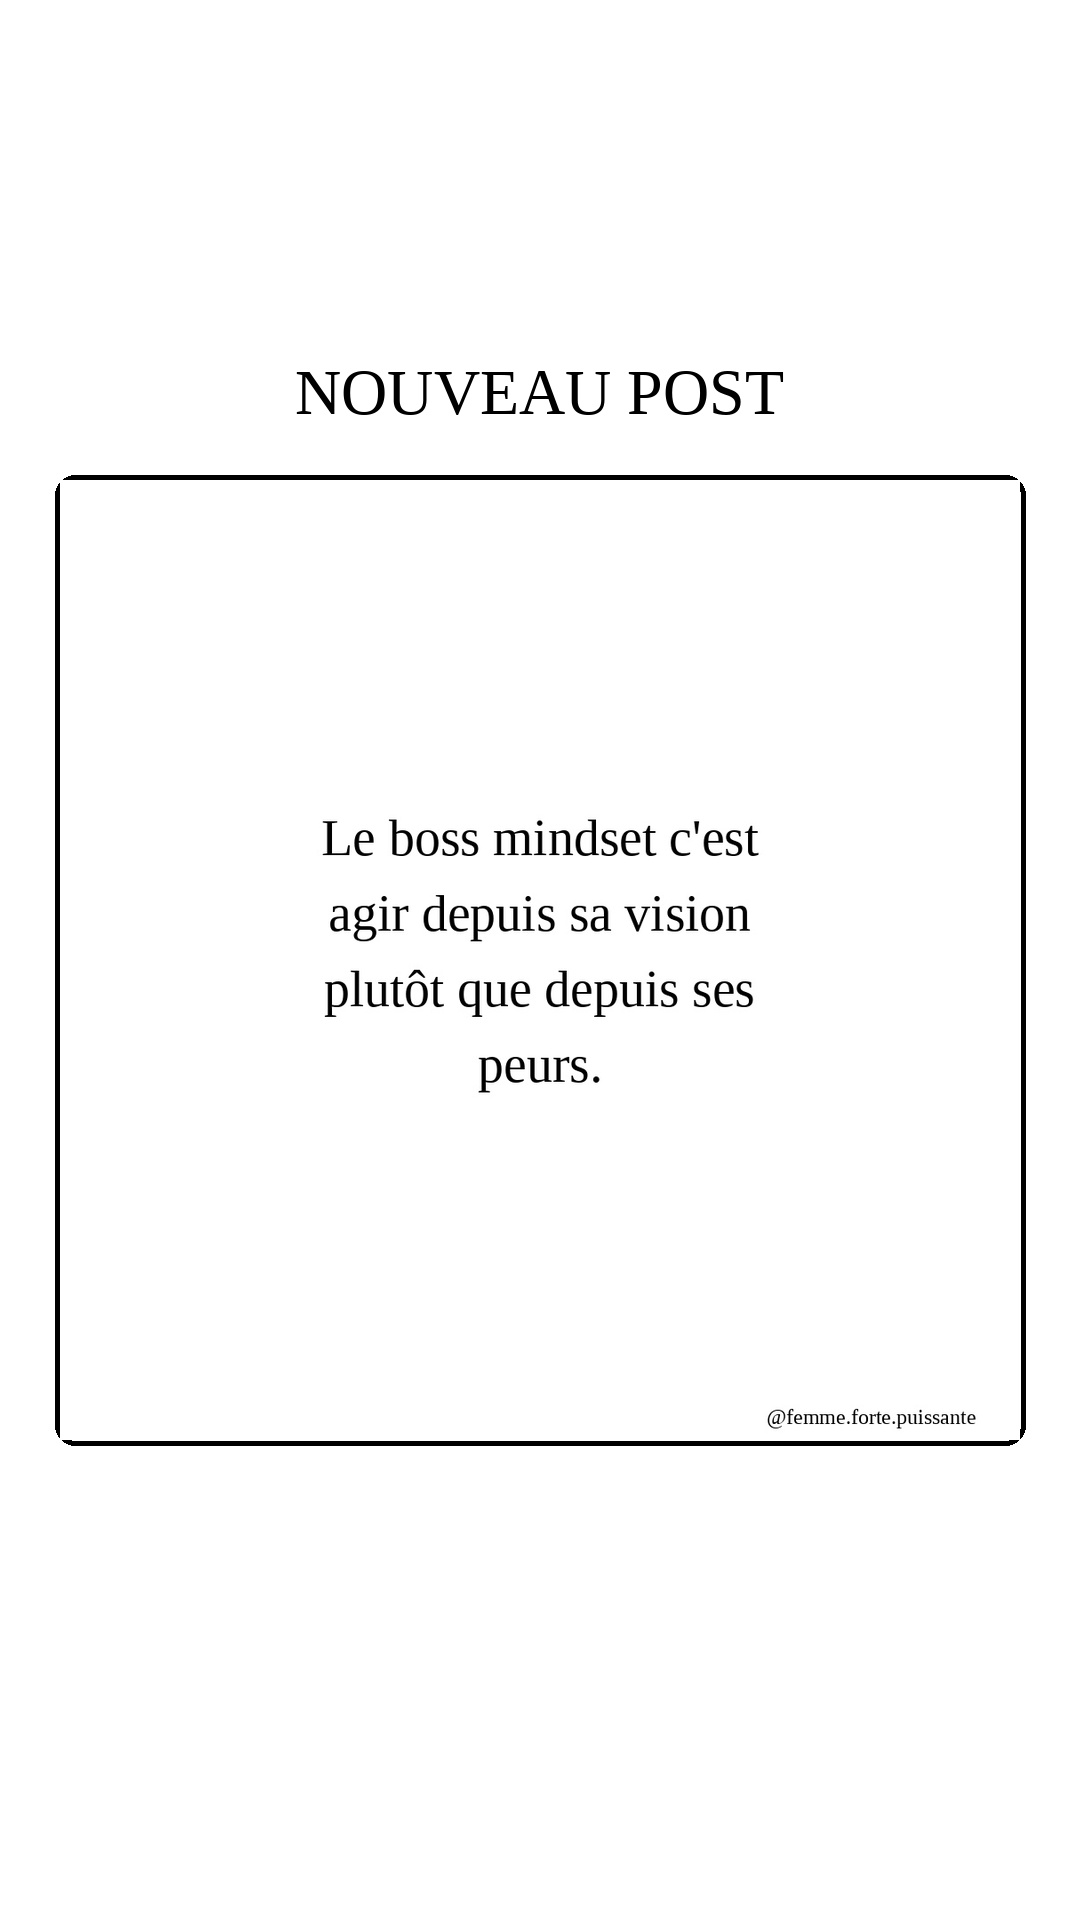 NOUVEAU POST
Le boss mindset c'est
agir depuis sa vision
plutôt que depuis ses
peurs.
@femme.forte.puissante